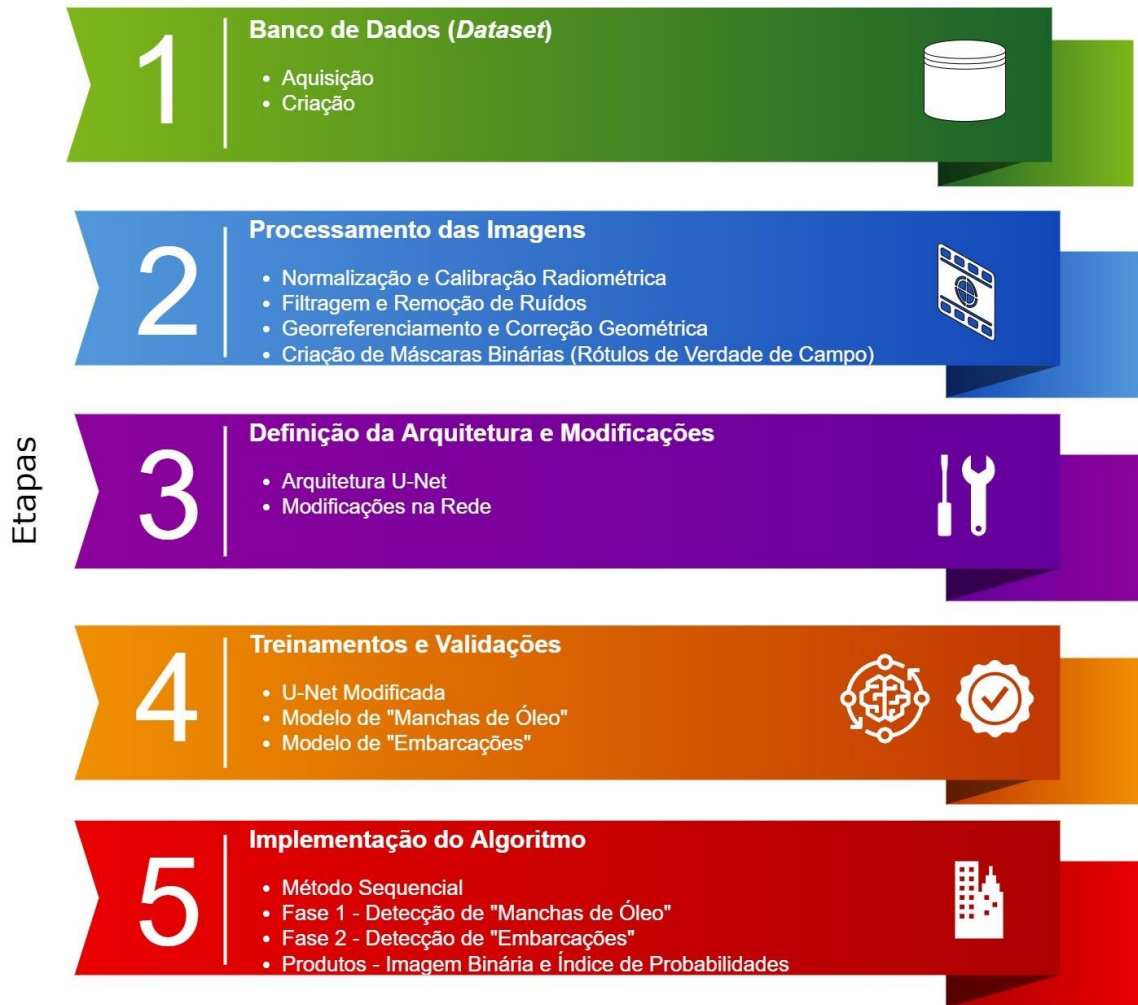 Etapas
1
Banco de Dados (Dataset)
• Aquisição
• Criação
2
Processamento das Imagens
• Normalização e Calibração Radiométrica
• Filtragem e Remoção de Ruídos
• Georreferenciamento e Correção Geométrica
• Criação de Máscaras Binárias (Rótulos de Verdade de Campo)
3
Definição da Arquitetura e Modificações
• Arquitetura U-Net
• Modificações na Rede
4
Treinamentos e Validações
• U-Net Modificada
• Modelo de "Manchas de Óleo"
• Modelo de "Embarcações"
5
Implementação do Algoritmo
• Método Sequencial
• Fase 1 - Detecção de "Manchas de Óleo"
• Fase 2 - Detecção de "Embarcações"
• Produtos - Imagem Binária e Índice de Probabilidades